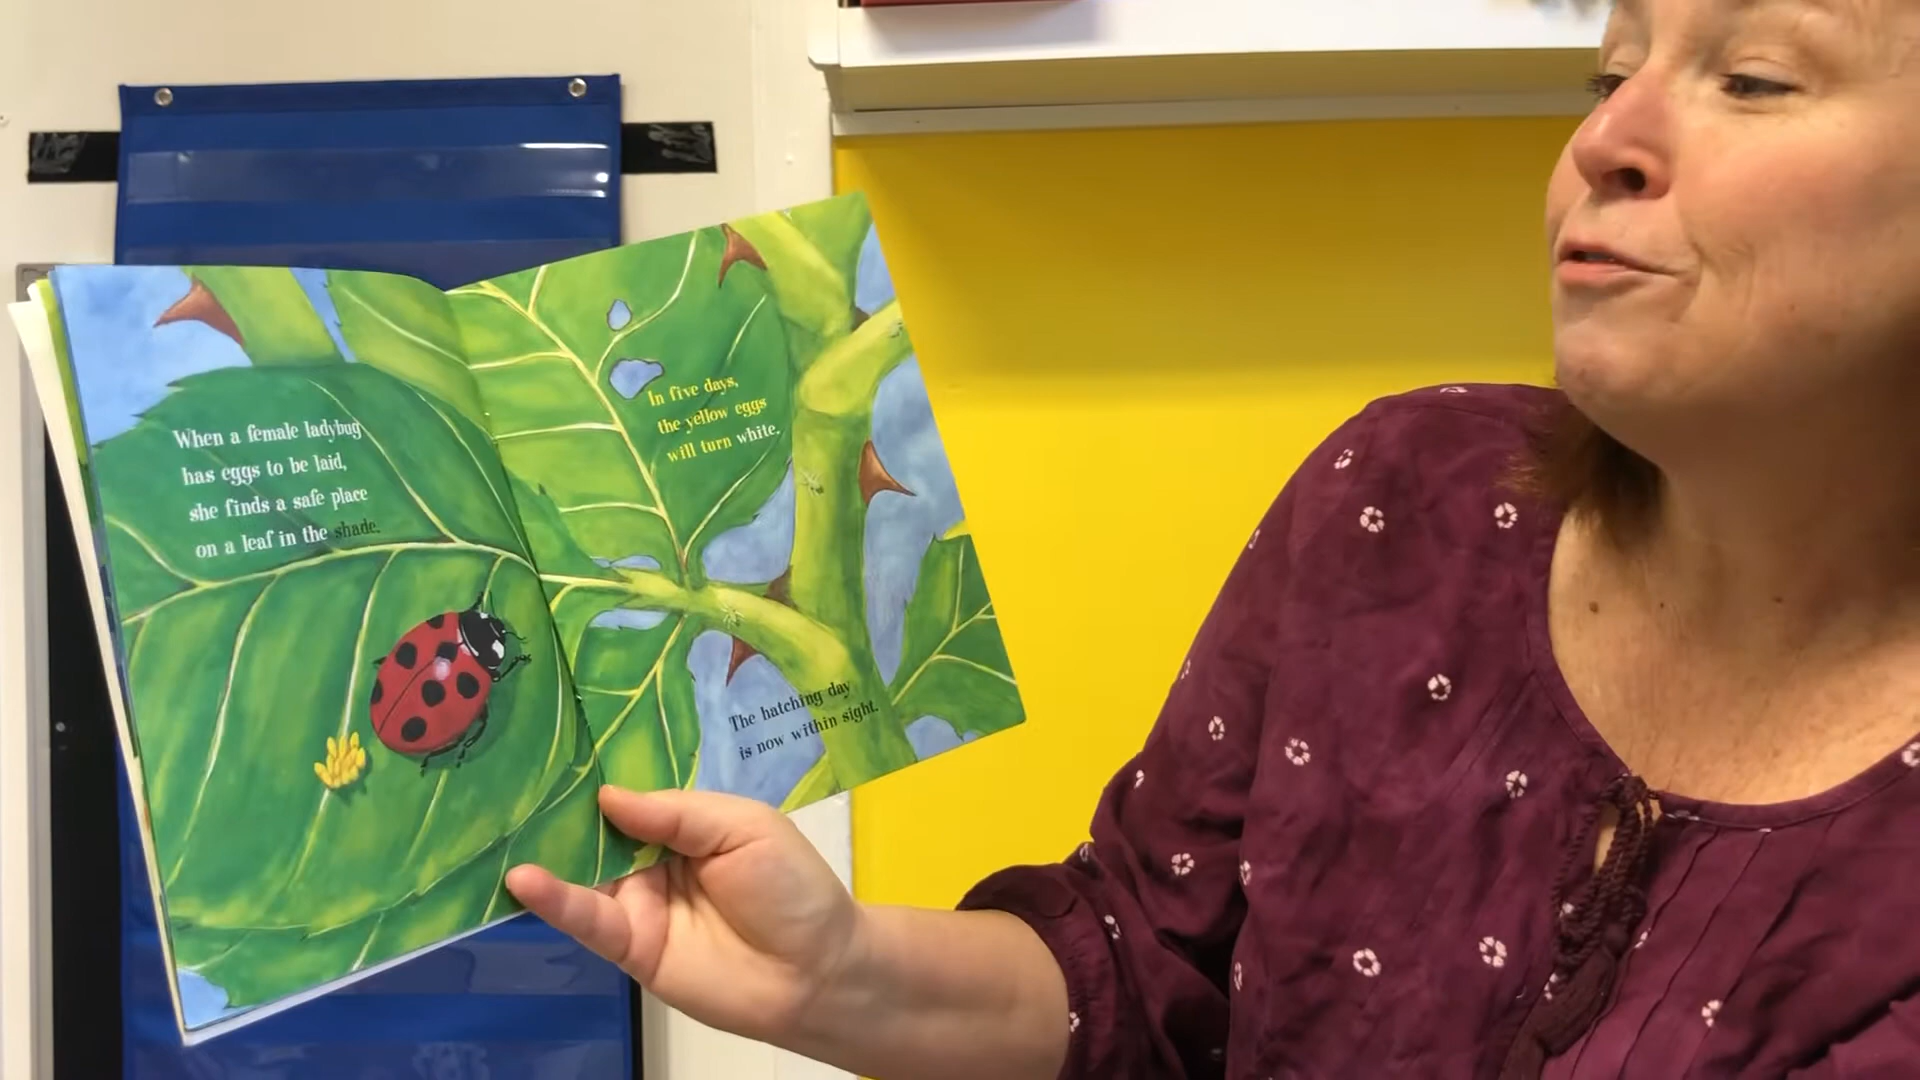 When a female ladybug
has eggs to be laid,
she finds a safe place
on a leaf in the shade.
In five days,
the yellow eggs
will turn white.
The hatching day
is now within sight.